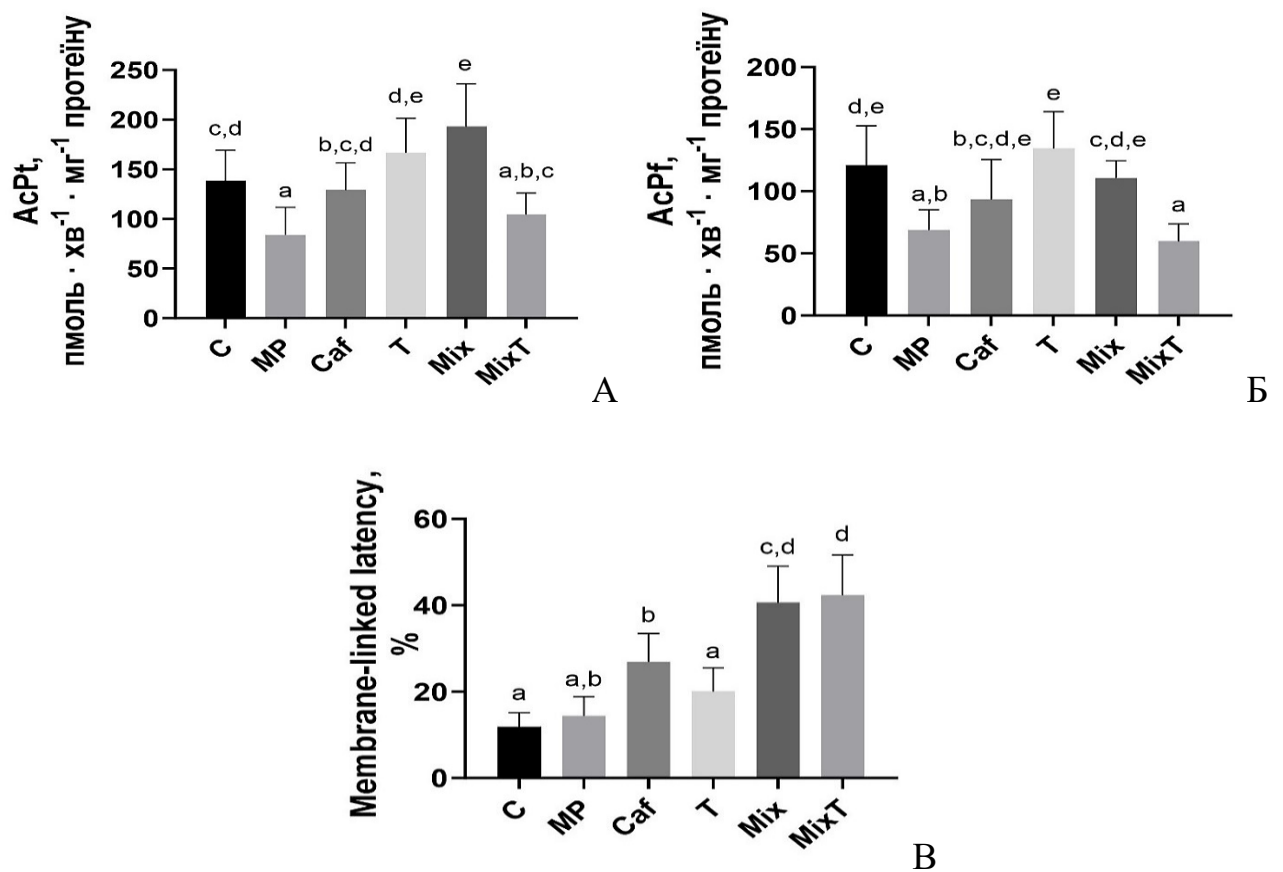 AcPt,
пмоль · хв⁻¹ · мг⁻¹ протеїну
250
200
150
100
50
0
c,d
a
b,c,d
d,e
e
a,b,c
C
MP
Caf
T
Mix
MixT
А
AcPf,
пмоль · хв⁻¹ · мг⁻¹ протеїну
200
150
100
50
0
d,e
a,b
b,c,d,e
e
c,d,e
a
C
MP
Caf
T
Mix
MixT
Б
Membrane-linked latency,
%
60
40
20
0
a
a,b
b
a
c,d
d
C
MP
Caf
T
Mix
MixT
В